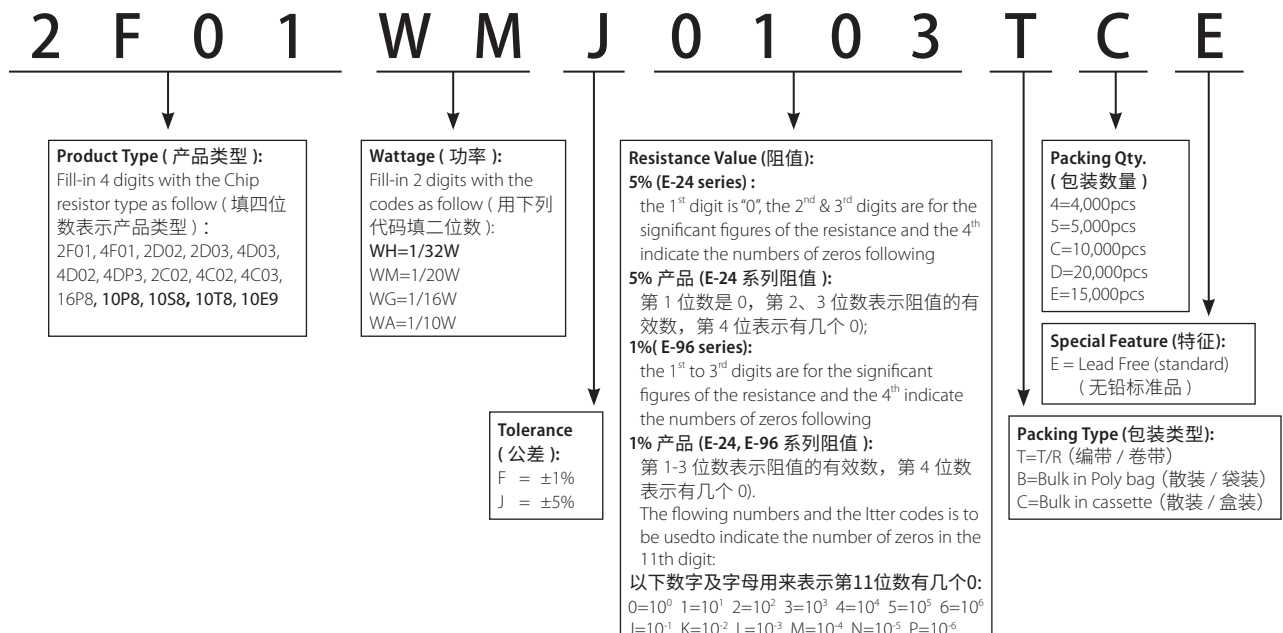 2 F 0 1 W M J 0 1 0 3 T C E
Product Type ( 产品类型 ):
Fill-in 4 digits with the Chip
resistor type as follow ( 填四位
数表示产品类型 ) :
2F01, 4F01, 2D02, 2D03, 4D03,
4D02, 4DP3, 2C02, 4C02, 4C03,
16P8, 10P8, 10S8, 10T8, 10E9
Wattage ( 功率 ):
Fill-in 2 digits with the
codes as follow ( 用下列
代码填二位数 ):
WH=1/32W
WM=1/20W
WG=1/16W
WA=1/10W
Tolerance
( 公差 ):
F = ±1%
J = ±5%
Resistance Value (阻值):
5% (E-24 series) :
the 1st digit is “0”, the 2nd & 3rd digits are for the
significant figures of the resistance and the 4th
indicate the numbers of zeros following
5% 产品 (E-24 系列阻值 ):
第 1 位数是 0，第 2、3 位数表示阻值的有
效数，第 4 位表示有几个 0);
1%( E-96 series):
the 1st to 3rd digits are for the significant
figures of the resistance and the 4th indicate
the numbers of zeros following
1% 产品 (E-24, E-96 系列阻值 ):
第 1-3 位数表示阻值的有效数，第 4 位数
表示有几个 0).
The flowing numbers and the ltter codes is to
be usedto indicate the number of zeros in the
11th digit:
以下数字及字母用来表示第11位数有几个0:
0=10⁰ 1=10¹ 2=10² 3=10³ 4=10⁴ 5=10⁵ 6=10⁶
J=10⁻¹ K=10⁻² L=10⁻³ M=10⁻⁴ N=10⁻⁵ P=10⁻⁶
Packing Qty.
( 包装数量 )
4=4,000pcs
5=5,000pcs
C=10,000pcs
D=20,000pcs
E=15,000pcs
Special Feature (特征):
E = Lead Free (standard)
( 无铅标准品 )
Packing Type (包装类型):
T=T/R (编带 / 卷带)
B=Bulk in Poly bag (散装 / 袋装)
C=Bulk in cassette (散装 / 盒装)